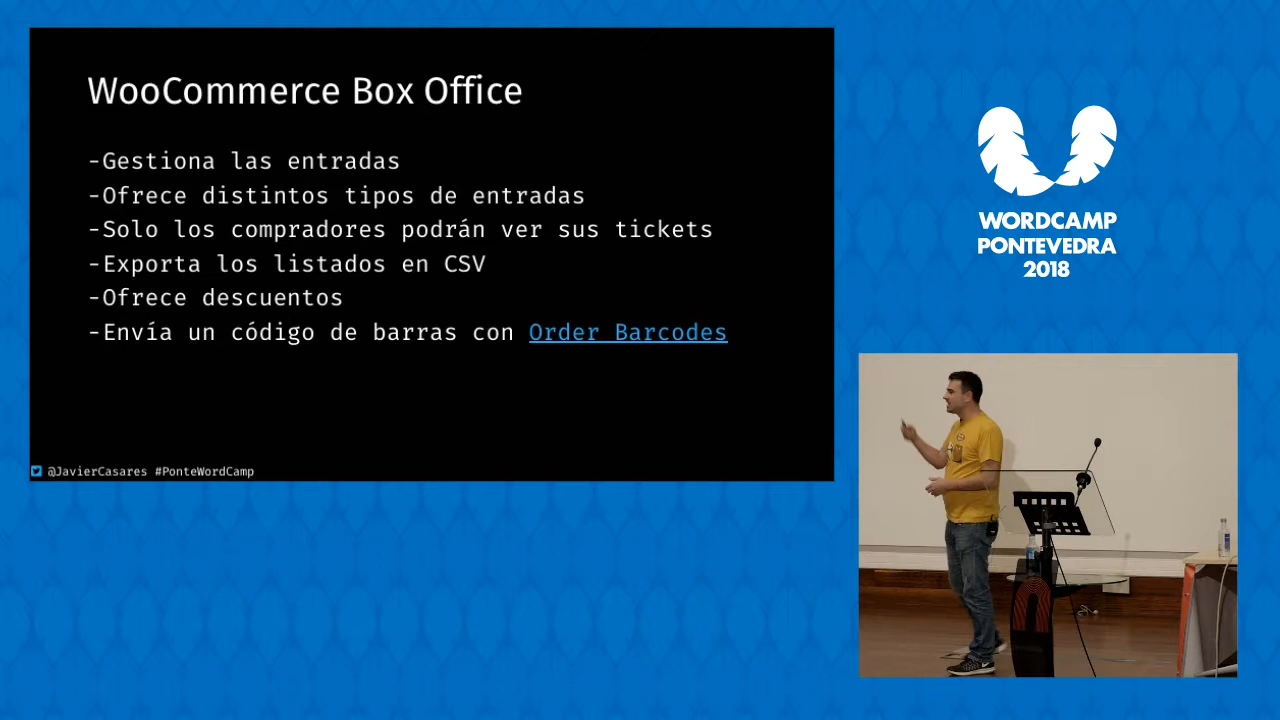 WooCommerce Box Office
-Gestiona las entradas
-Ofrece distintos tipos de entradas
-Solo los compradores podrán ver sus tickets
-Exporta los listados en CSV
-Ofrece descuentos
-Envía un código de barras con Order Barcodes
@JavierCasares #PonteWordCamp
WORDCAMP
PONTEVEDRA
2018